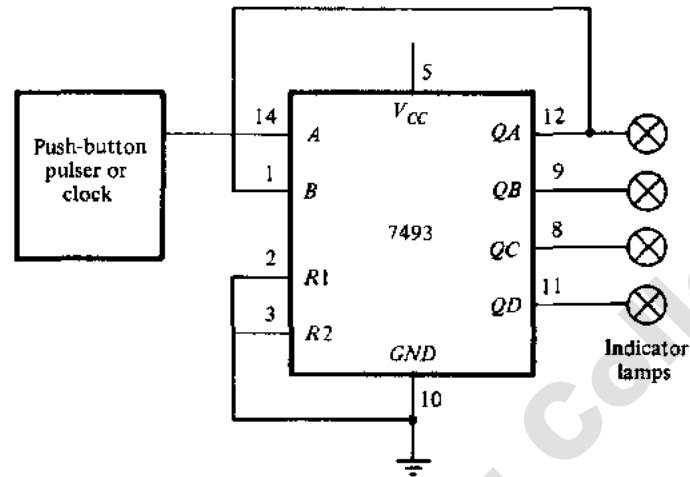 5
14
A
V_CC
QA
12
Push-button
pulser or
clock
1
B
QB
9
7493
QC
8
2
R1
QD
11
3
R2
GND
Indicator
lamps
10